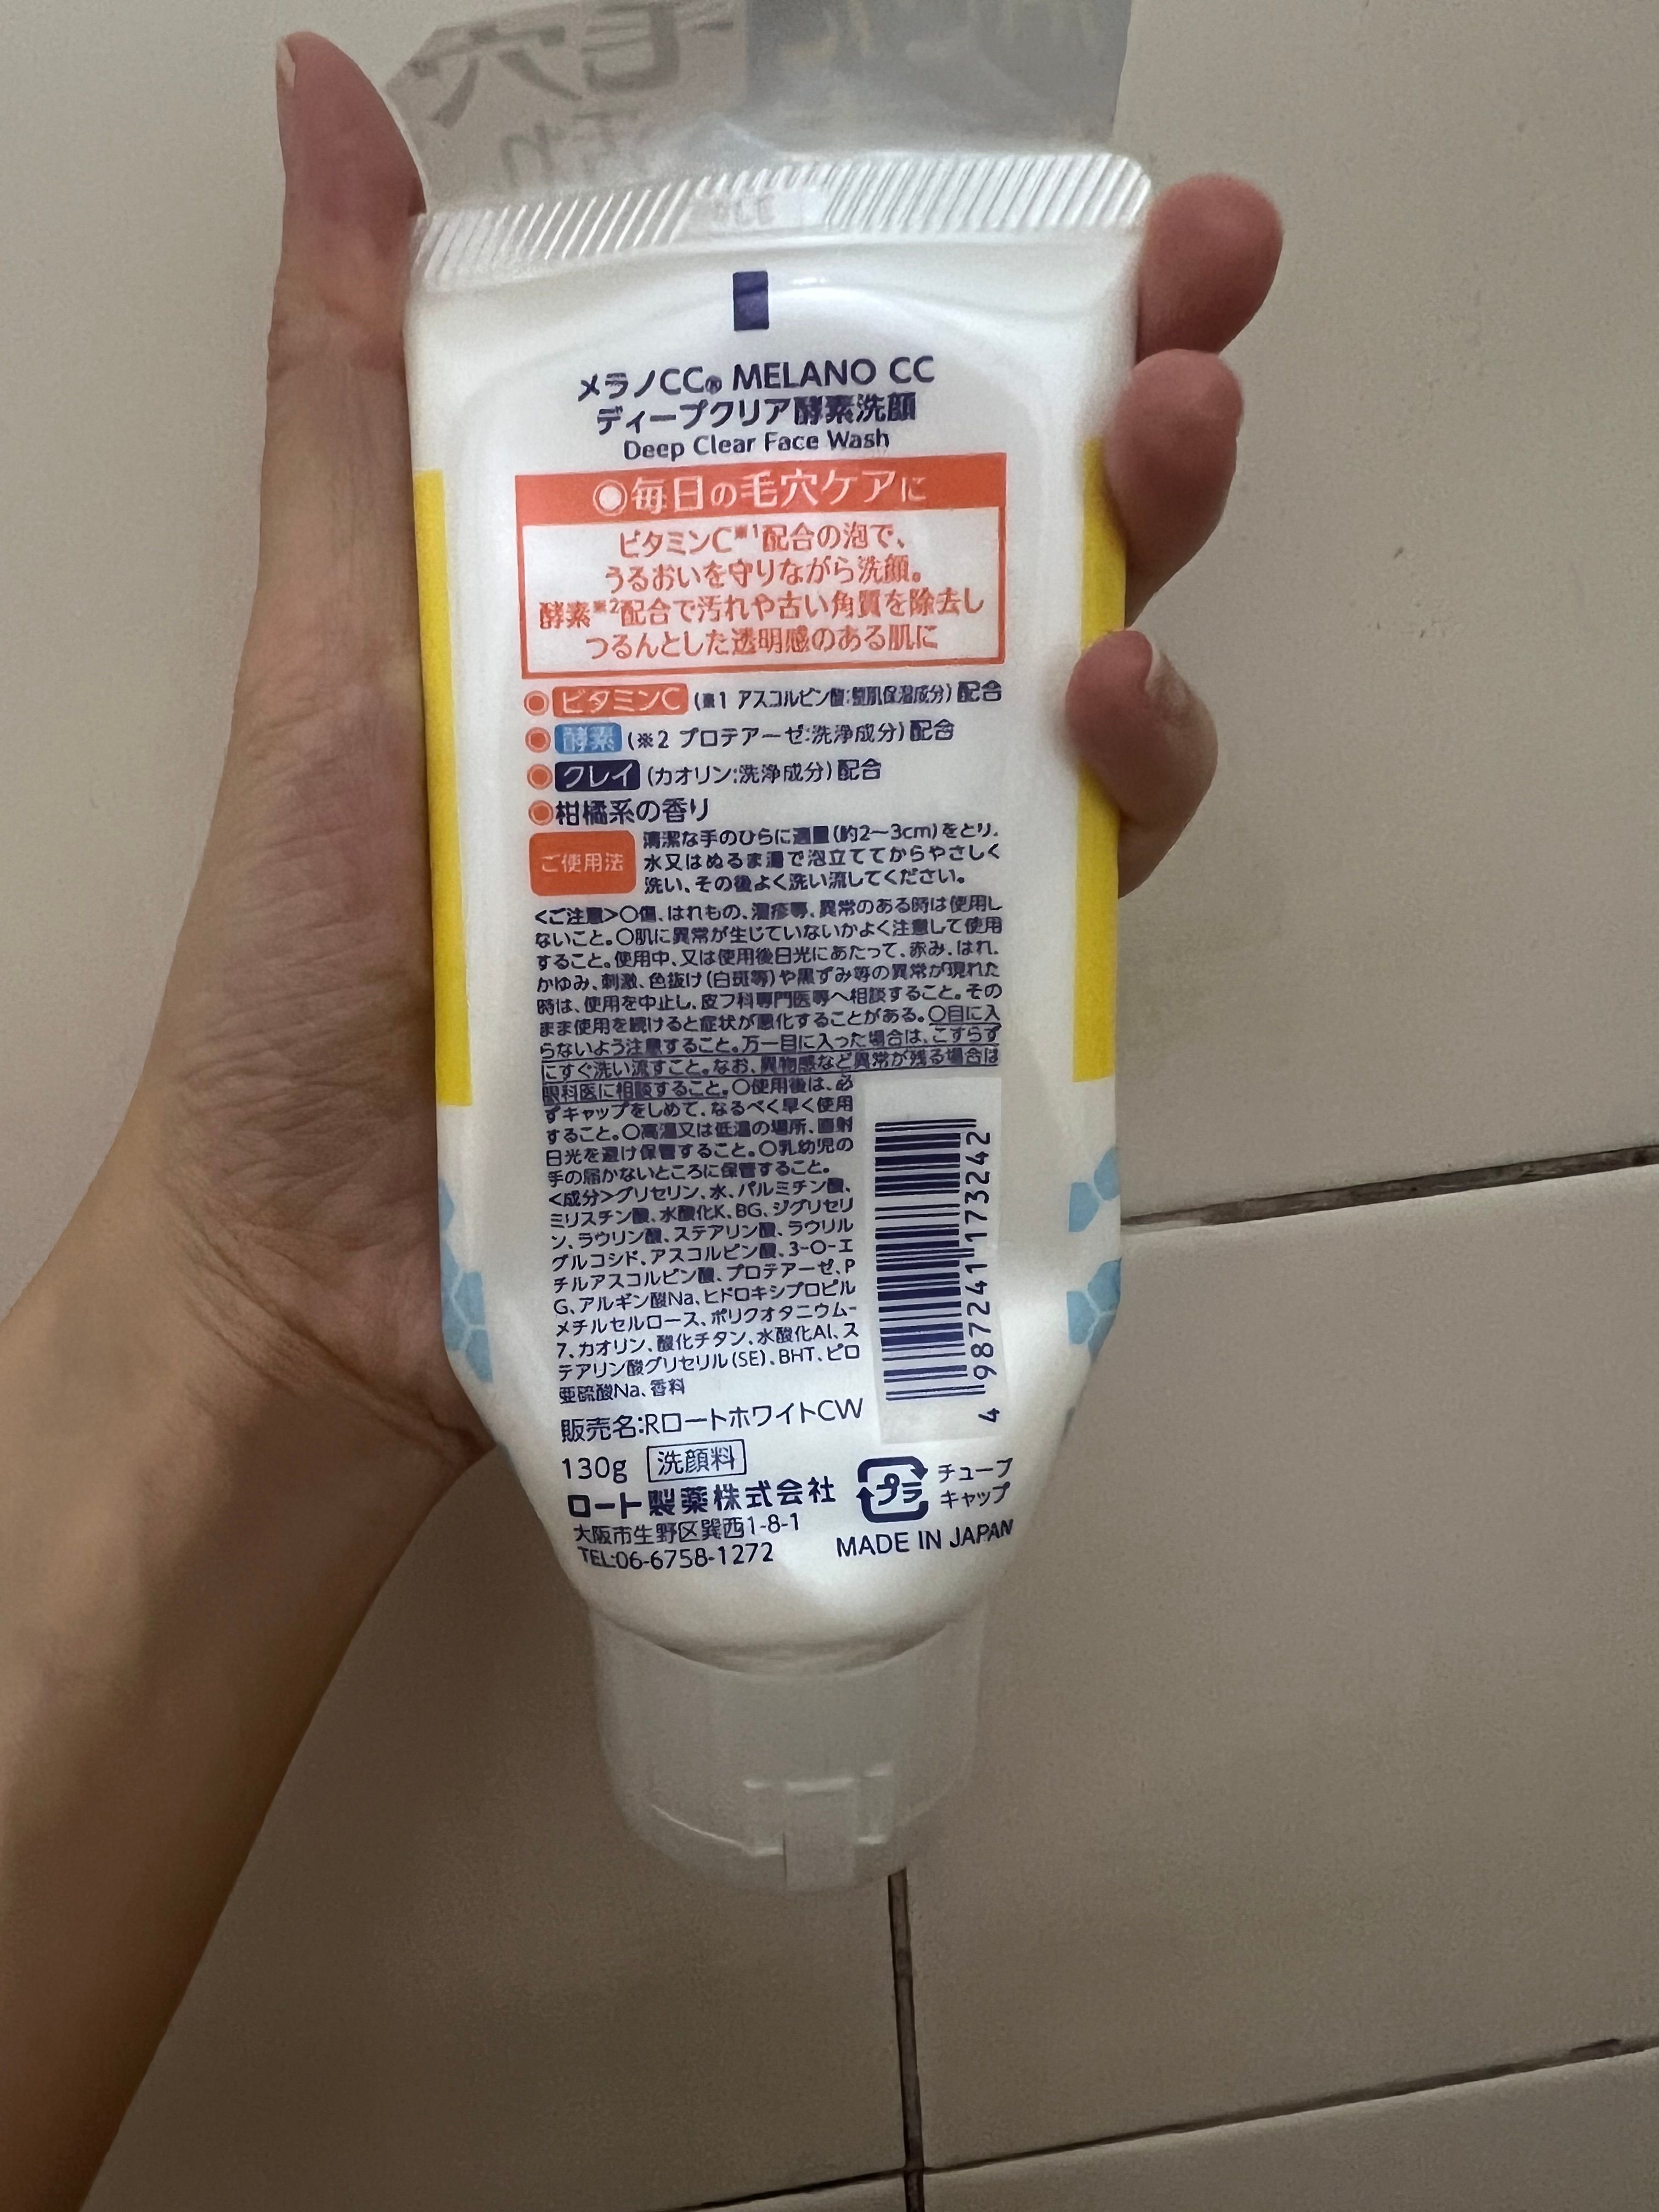 毛穴
汚れ
メラノCC® MELANO CC
ディープクリア酵素洗顔
Deep Clear Face Wash
◉毎日の毛穴ケアに
ビタミンC※1配合の泡で、
うるおいを守りながら洗顔。
酵素※2配合で汚れや古い角質を除去し
つるんとした透明感のある肌に
◉ビタミンC(※1 アスコルビン酸:整肌保湿成分)配合
◉酵素(※2 プロテアーゼ:洗浄成分)配合
◉クレイ(カオリン:洗浄成分)配合
◉柑橘系の香り
ご使用法
清潔な手のひらに適量(約2~3cm)をとり、
水又はぬるま湯で泡立ててからやさしく
洗い、その後よく洗い流してください。
<ご注意>○傷、はれもの、湿疹等、異常のある時は使用し
ないこと。○肌に異常が生じていないかよく注意して使用
すること。使用中、又は使用後日光にあたって、赤み、はれ、
かゆみ、刺激、色抜け(白斑等)や黒ずみ等の異常が現れた
時は、使用を中止し、皮フ科専門医等へ相談すること。その
まま使用を続けると症状が悪化することがある。○目に入
らないよう注意すること。万一目に入った場合は、こすらず
にすぐ洗い流すこと。なお、異物感など異常が残る場合は
眼科医に相談すること。○使用後は、必
ずキャップをしめて、なるべく早く使用
すること。○高温又は低温の場所、直射
日光を避け保管すること。○乳幼児の
手の届かないところに保管すること。
<成分>グリセリン、水、パルミチン酸、
ミリスチン酸、水酸化K、BG、ジグリセリ
ン、ラウリン酸、ステアリン酸、ラウリル
グルコシド、アスコルビン酸、3-O-エ
チルアスコルビン酸、プロテアーゼ、P
G、アルギン酸Na、ヒドロキシプロピル
メチルセルロース、ポリクオタニウム-
7、カオリン、酸化チタン、水酸化Al、ス
テアリン酸グリセリル(SE)、BHT、ピロ
亜硫酸Na、香料
4 987241 173242
販売名:RロートホワイトCW
130g 洗顔料
ロート製薬株式会社
大阪市生野区巽西1-8-1
TEL:06-6758-1272
プラ
チューブ
キャップ
MADE IN JAPAN